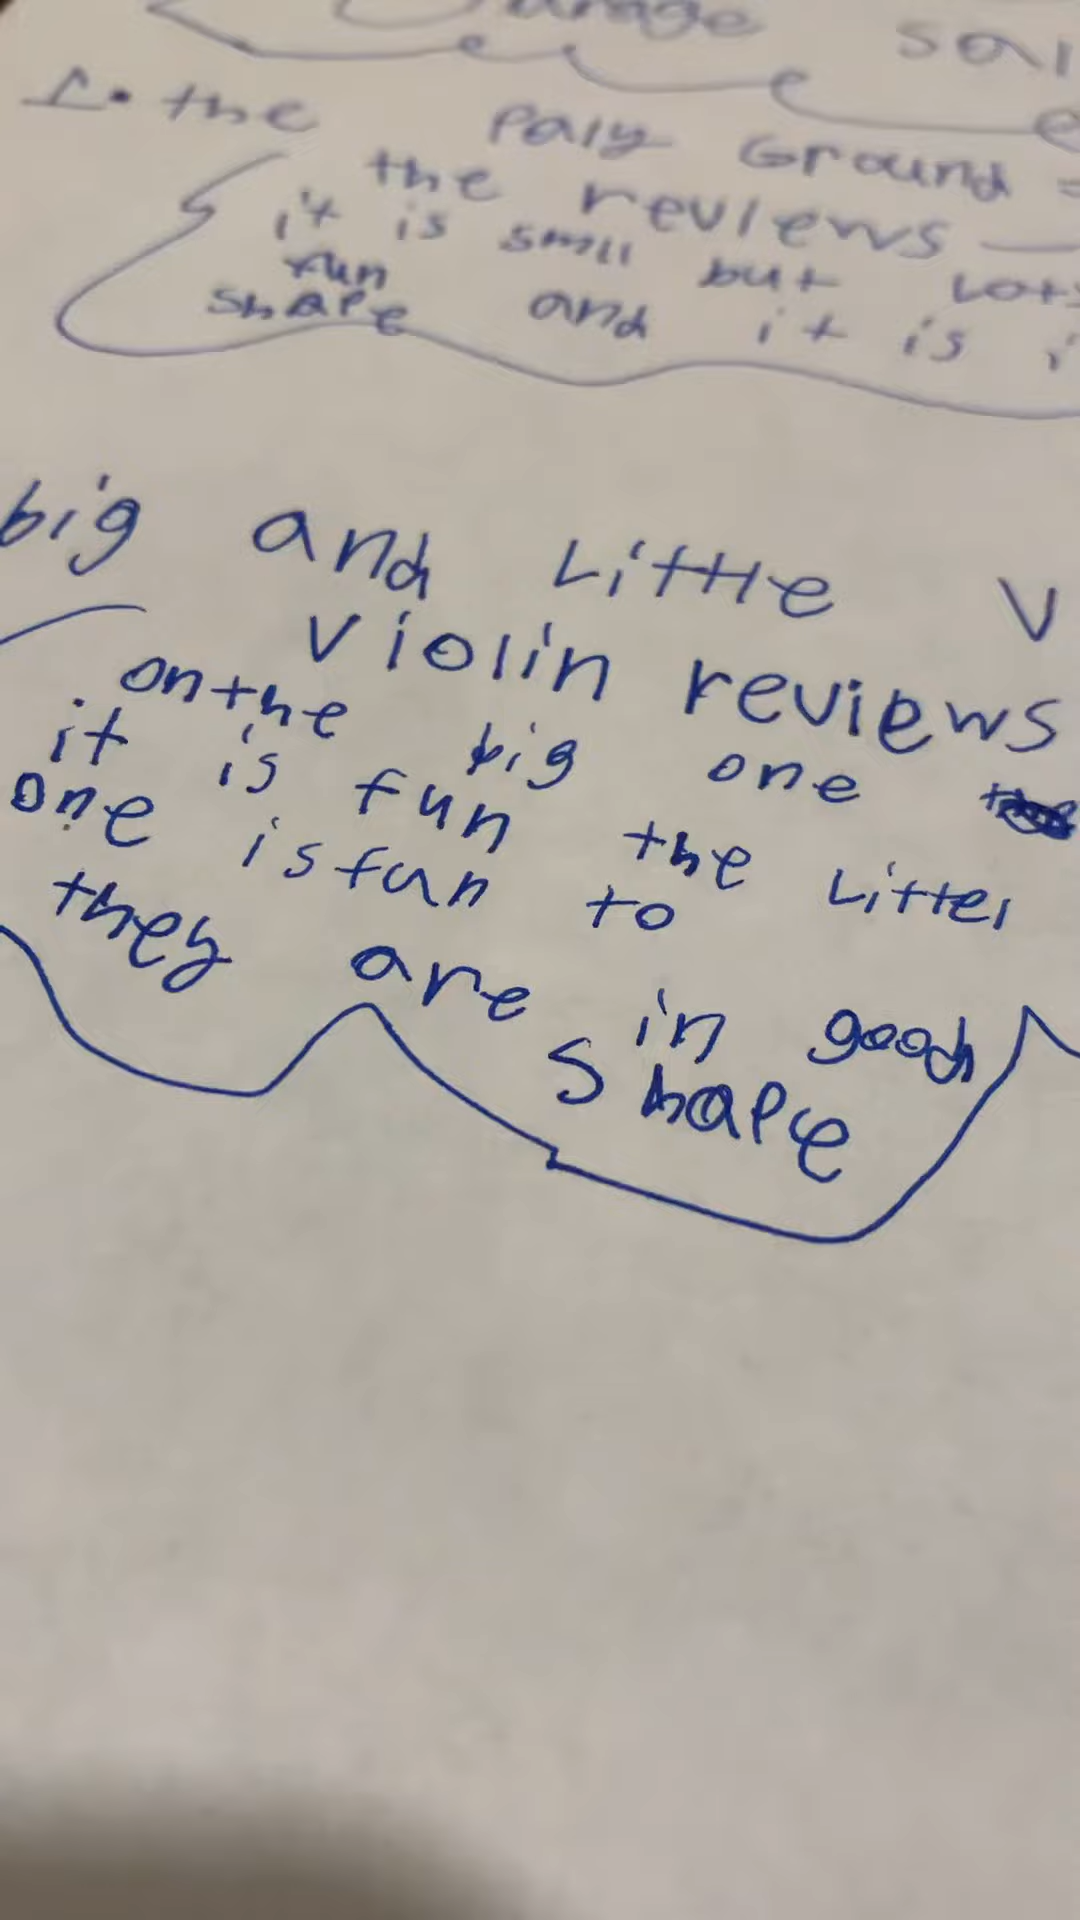 Garage sal
e
1. the Paly Ground =
the reviews —
it is smll but Lots
fun
shape and it is i
big and Little V
Violin reviews
on the big one
it is fun the Littel
one is fun to
they are in good
shape